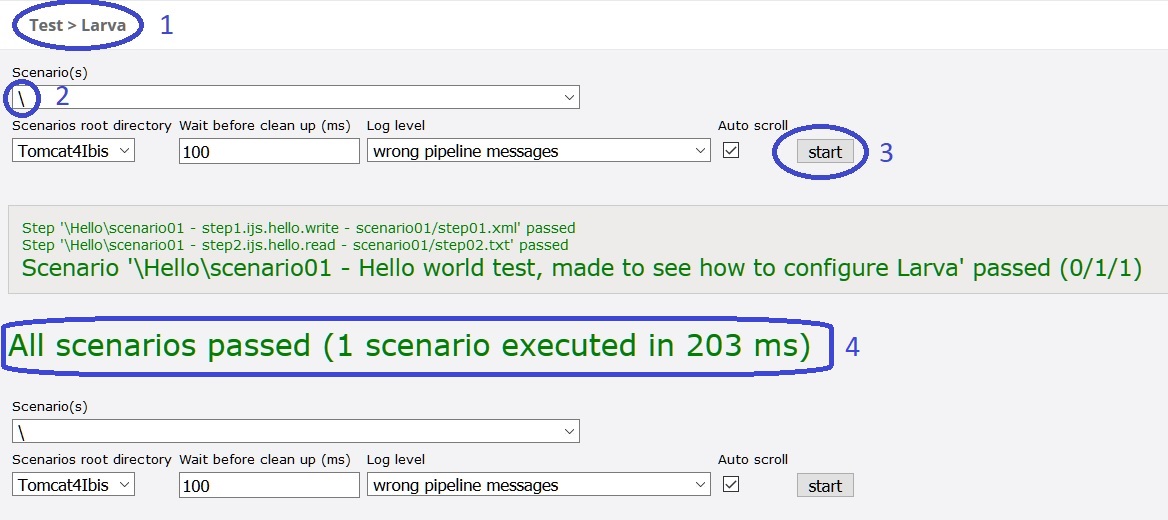 Test > Larva 1
Scenario(s)
\ 2
Scenarios root directory Wait before clean up (ms) Log level Auto scroll
Tomcat4Ibis 100 wrong pipeline messages start 3
Step '\Hello\scenario01 - step1.ijs.hello.write - scenario01/step01.xml' passed
Step '\Hello\scenario01 - step2.ijs.hello.read - scenario01/step02.txt' passed
Scenario '\Hello\scenario01 - Hello world test, made to see how to configure Larva' passed (0/1/1)
All scenarios passed (1 scenario executed in 203 ms) 4
Scenario(s)
\
Scenarios root directory Wait before clean up (ms) Log level Auto scroll
Tomcat4Ibis 100 wrong pipeline messages start